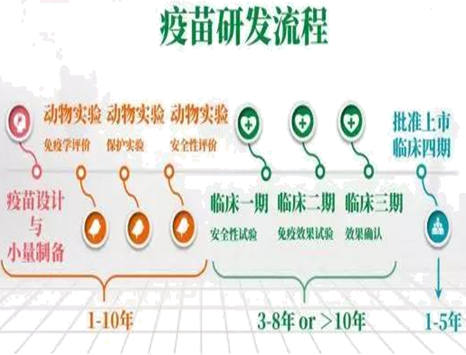 疫苗研发流程
动物实验 动物实验 动物实验
免疫学评价 保护实验 安全性评价
批准上市
临床四期
疫苗设计
与
小量制备
临床一期 临床二期 临床三期
安全性试验 免疫效果试验 效果确认
1-10年 3-8年 or >10年 1-5年